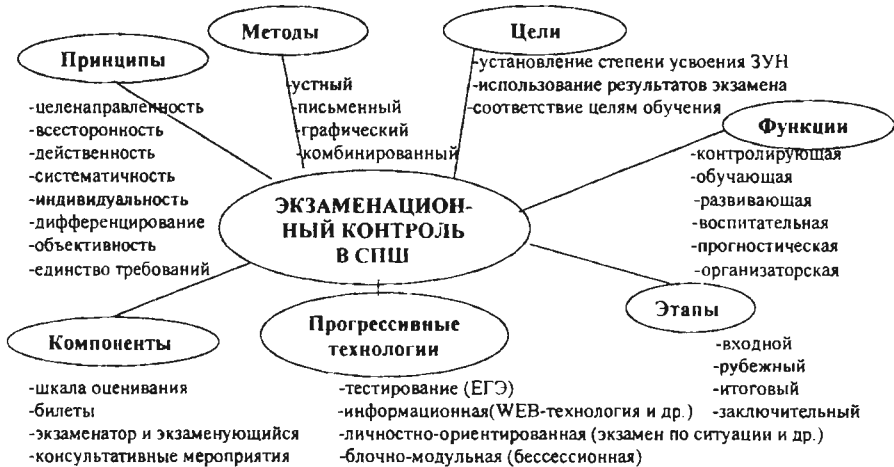 Принципы
-целенаправленность
-всесторонность
-действенность
-систематичность
-индивидуальность
-дифференцирование
-объективность
-единство требований
Методы
-устный
-письменный
-графический
-комбинированный
Цели
-установление степени усвоения ЗУН
-использование результатов экзамена
-соответствие целям обучения
Функции
-контролирующая
-обучающая
-развивающая
-воспитательная
-прогностическая
-организаторская
ЭКЗАМЕНАЦИОН-
НЫЙ КОНТРОЛЬ
В СПШ
Компоненты
-шкала оценивания
-билеты
-экзаменатор и экзаменующийся
-консультативные мероприятия
Прогрессивные
технологии
-тестирование (ЕГЭ)
-информационная(WEB-технология и др.)
-личностно-ориентированная (экзамен по ситуации и др.)
-блочно-модульная (бессессионная)
Этапы
-входной
-рубежный
-итоговый
-заключительный